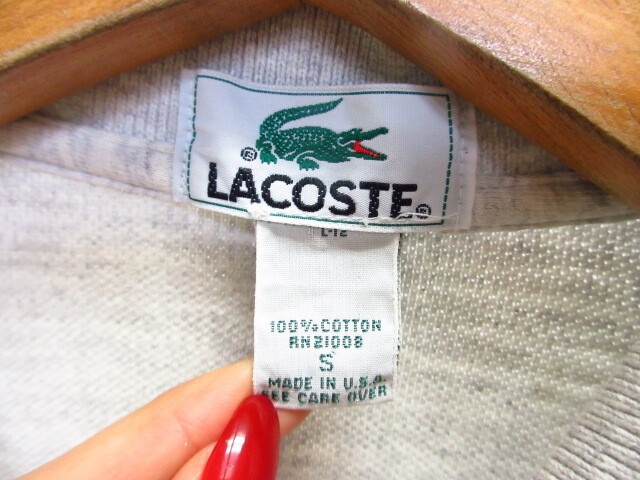 ®
LACOSTE®
L-12
100% COTTON
RN21008
S
MADE IN U.S.A.
SEE CARE OVER